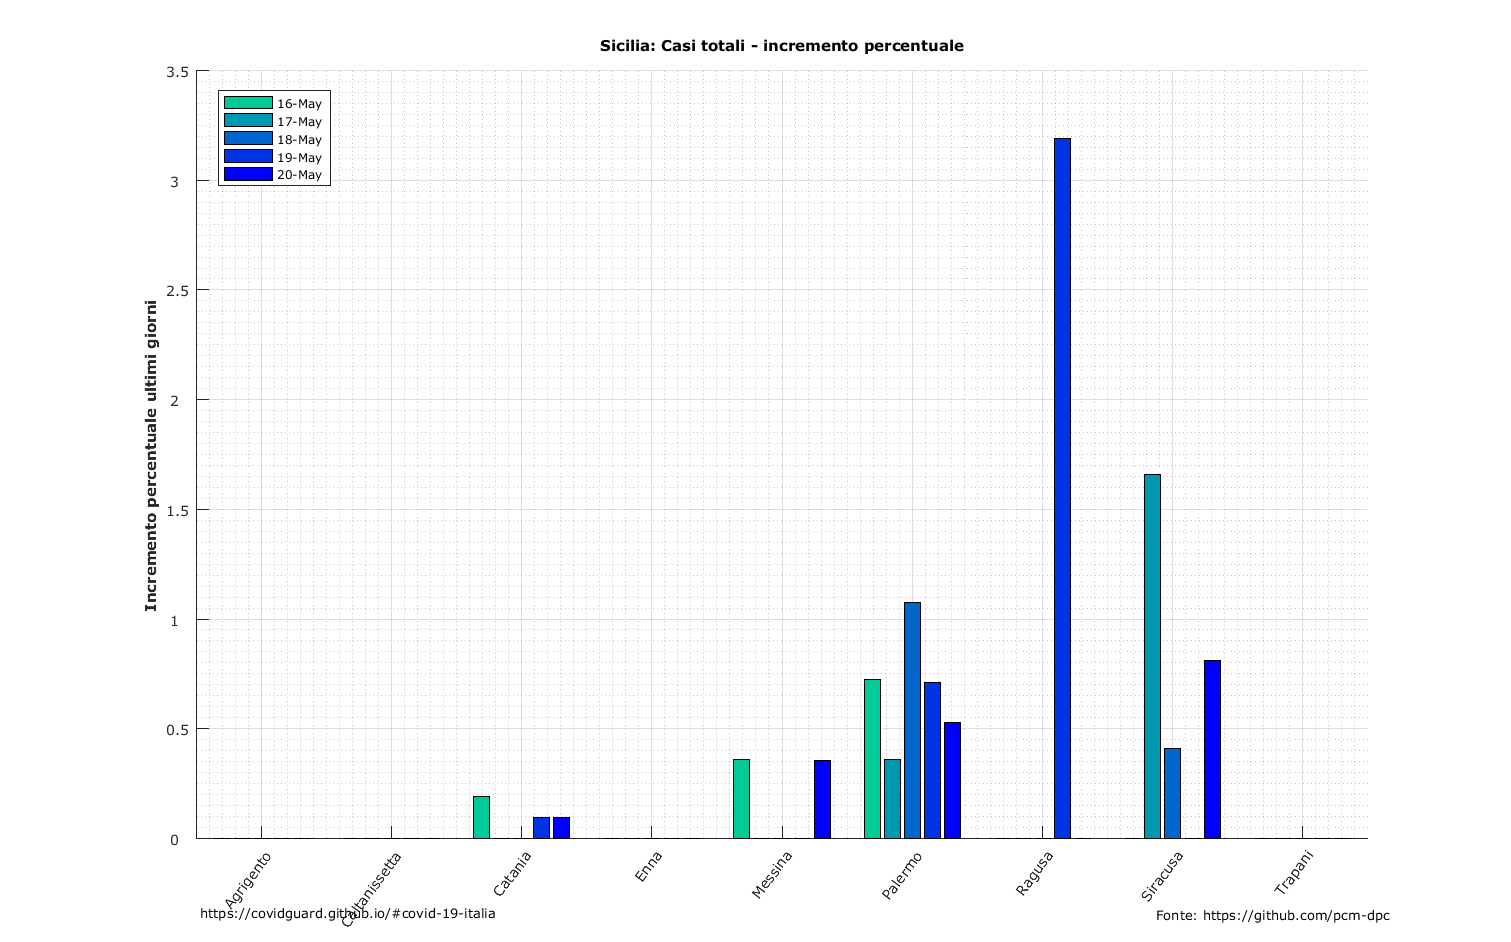 Sicilia: Casi totali - incremento percentuale
3.5
3
2.5
2
1.5
1
0.5
0
Incremento percentuale ultimi giorni
16-May
17-May
18-May
19-May
20-May
Agrigento
Caltanissetta
Catania
Enna
Messina
Palermo
Ragusa
Siracusa
Trapani
https://covidguard.github.io/#covid-19-italia
Fonte: https://github.com/pcm-dpc